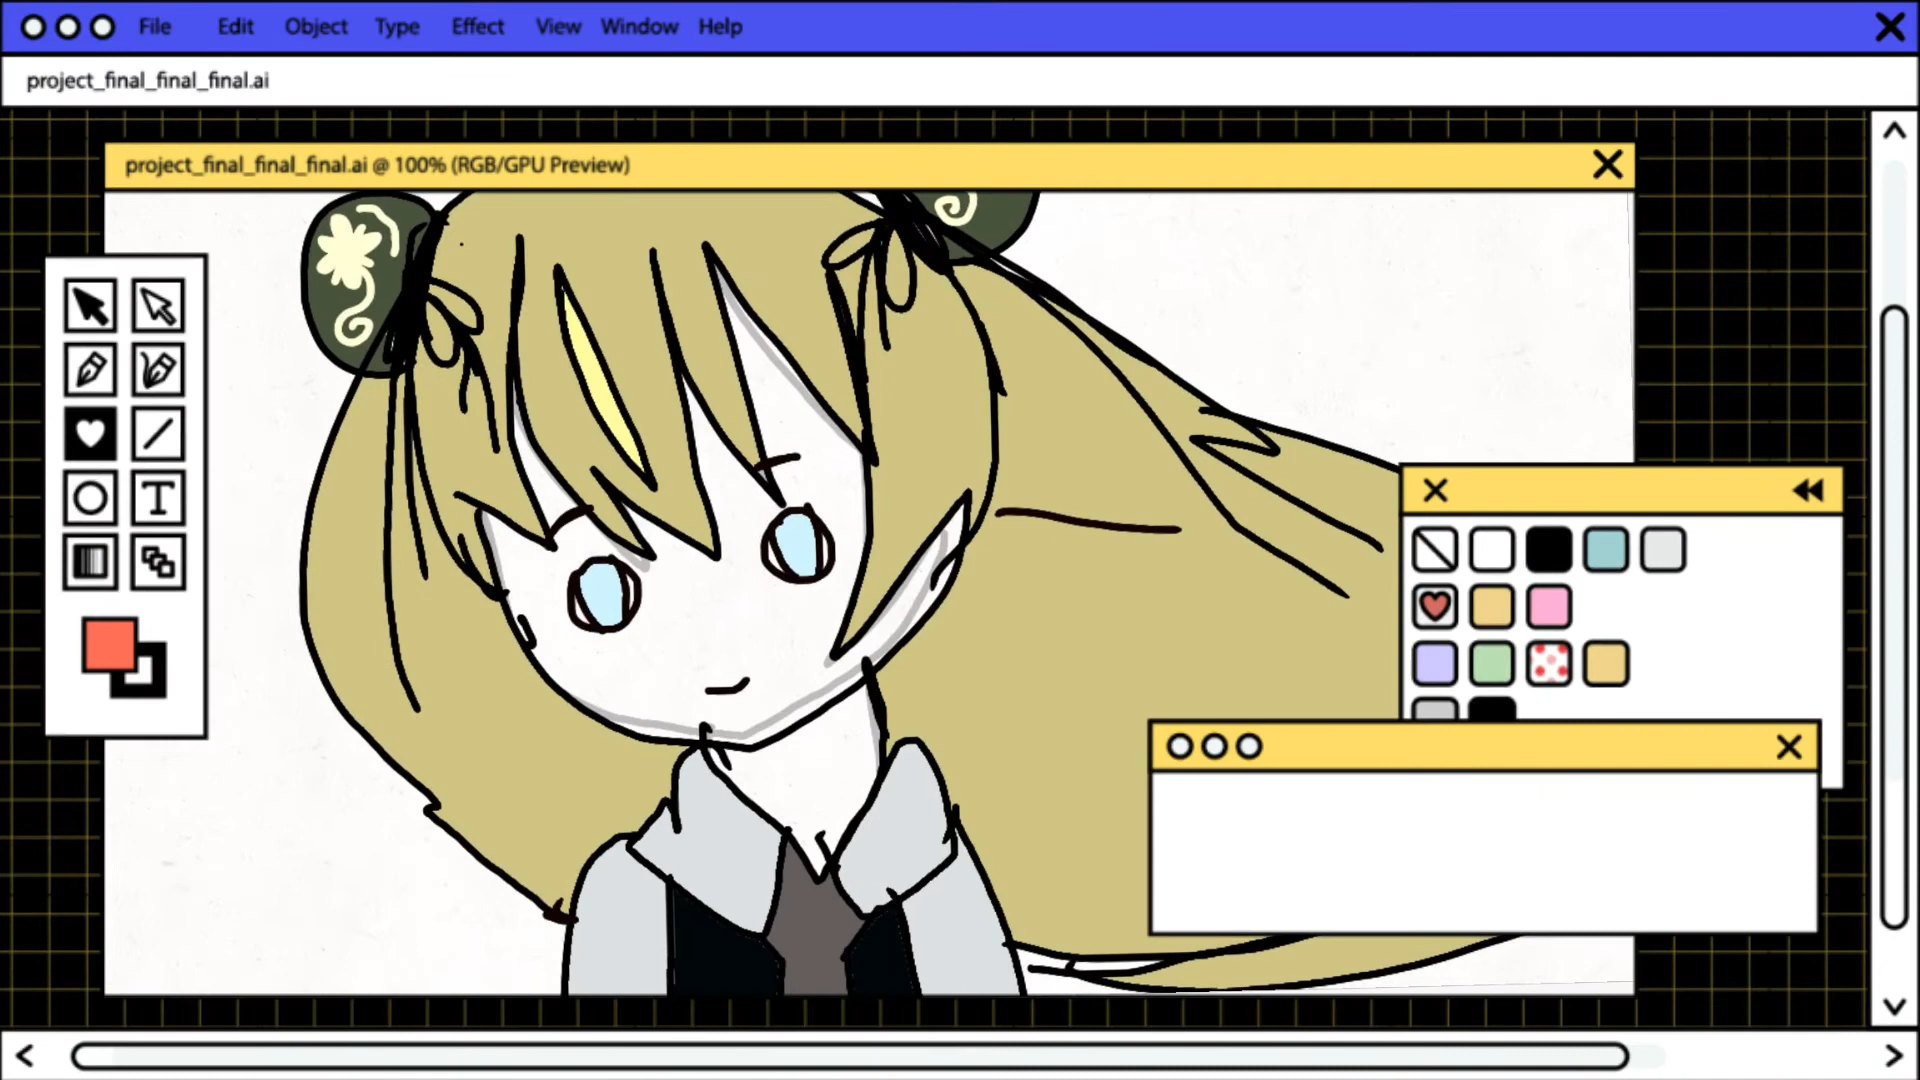 File Edit Object Type Effect View Window Help
project_final_final_final.ai
project_final_final_final.ai @ 100% (RGB/GPU Preview)
T